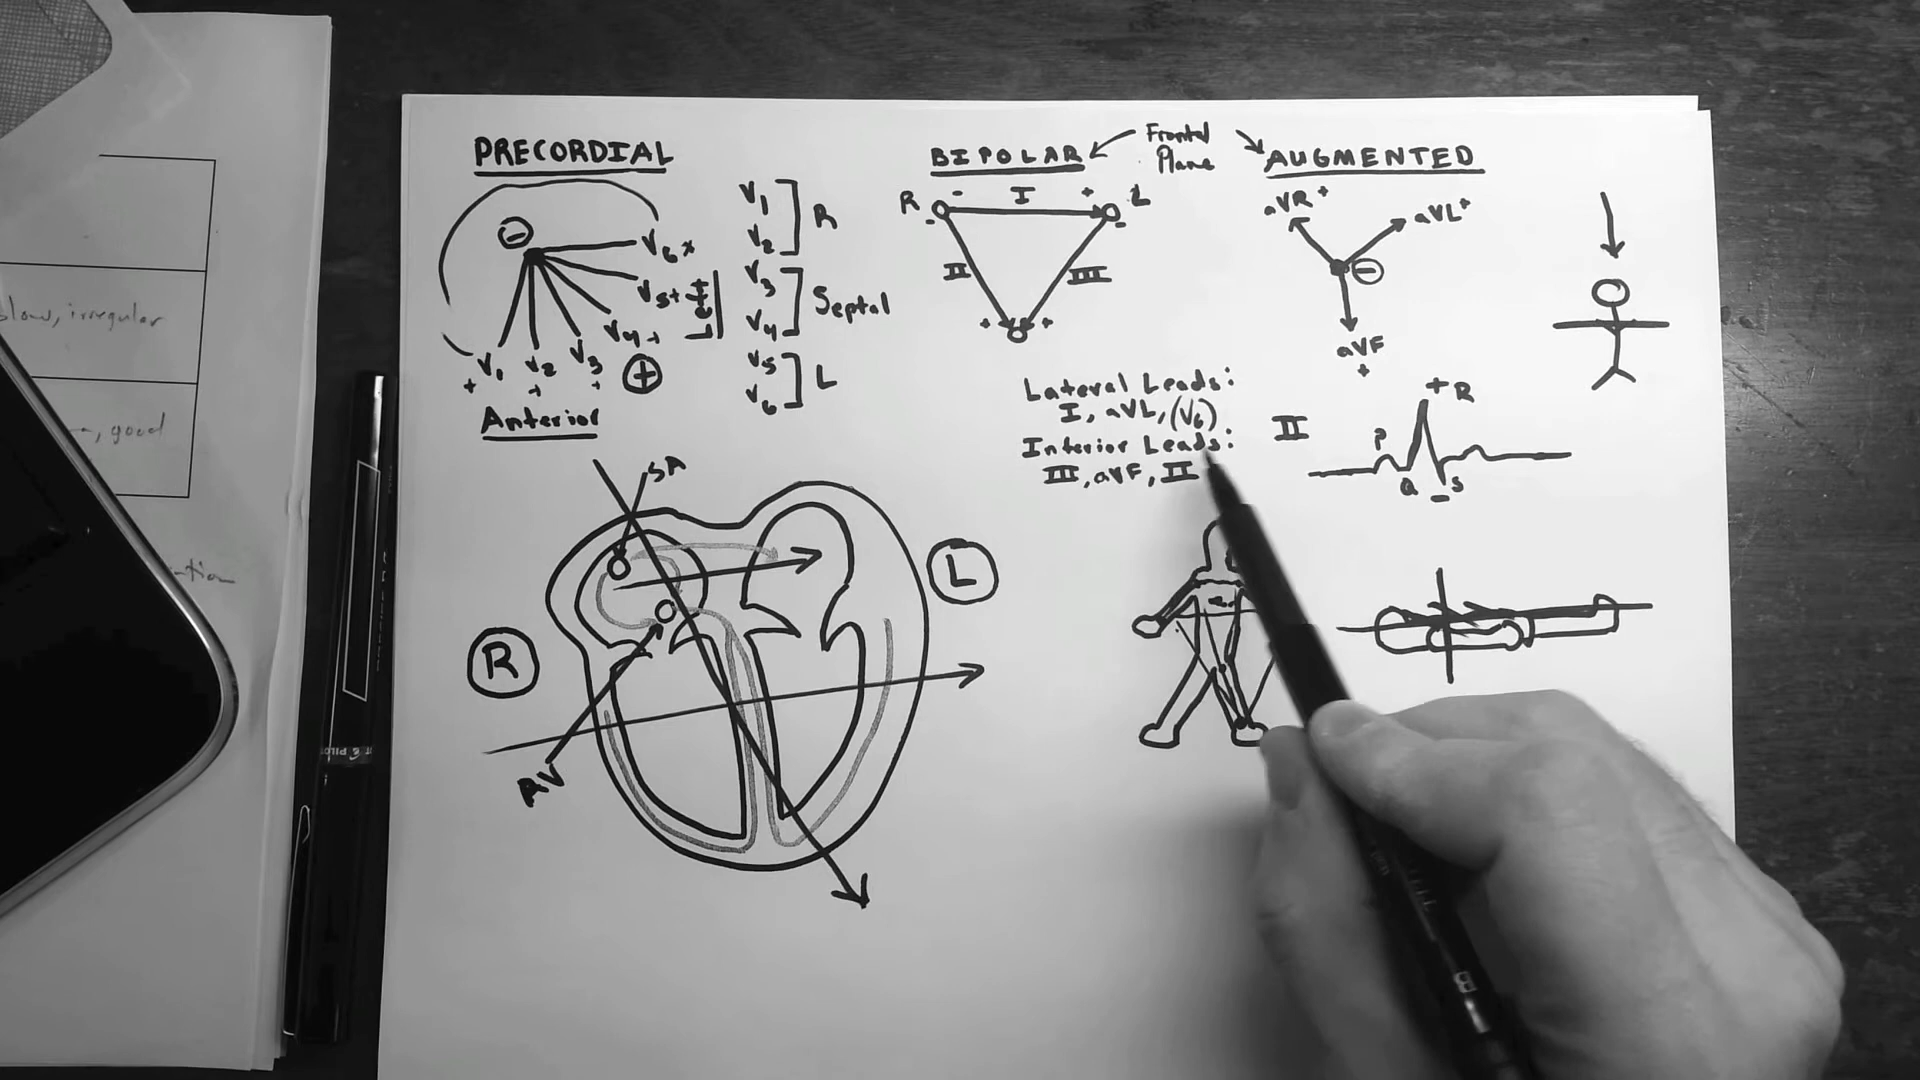 PRECORDIAL
V6 +
V5+
V4 +
V3
+
V2
+
V1
+
Left
Anterior
V1
V2
R
V3
V4
Septal
V5
V6
L
Frontal
Plane
BIPOLAR
R
-
I
+
L
-
-
II
III
+
+
AUGMENTED
aVR+
aVL+
aVF
+
Lateral Leads:
I, aVL, (V6)
Inferior Leads:
III, aVF, II
II
+R
P
Q
S
SA
AV
R
L
slow, irregular
, good